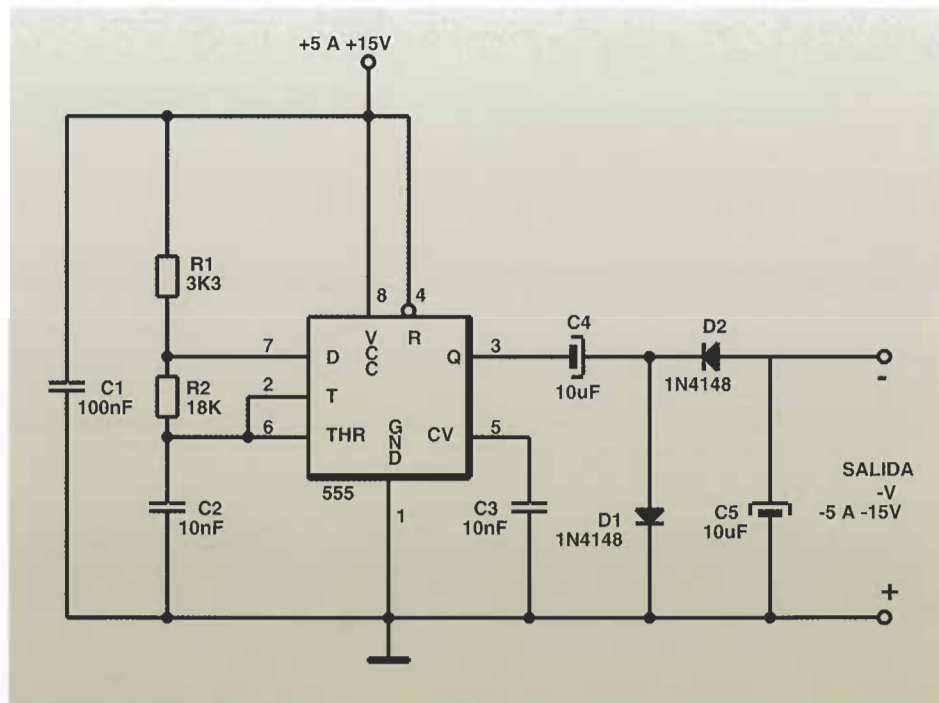 +5 A +15V
R1
3K3
8
4
C4
D2
V
C
C
R
7
D
Q
3
10uF
1N4148
-
2
T
C1
100nF
R2
18K
6
THR
G
N
D
CV
5
SALIDA
-V
-5 A -15V
555
1
C2
10nF
C3
10nF
D1
1N4148
C5
10uF
+